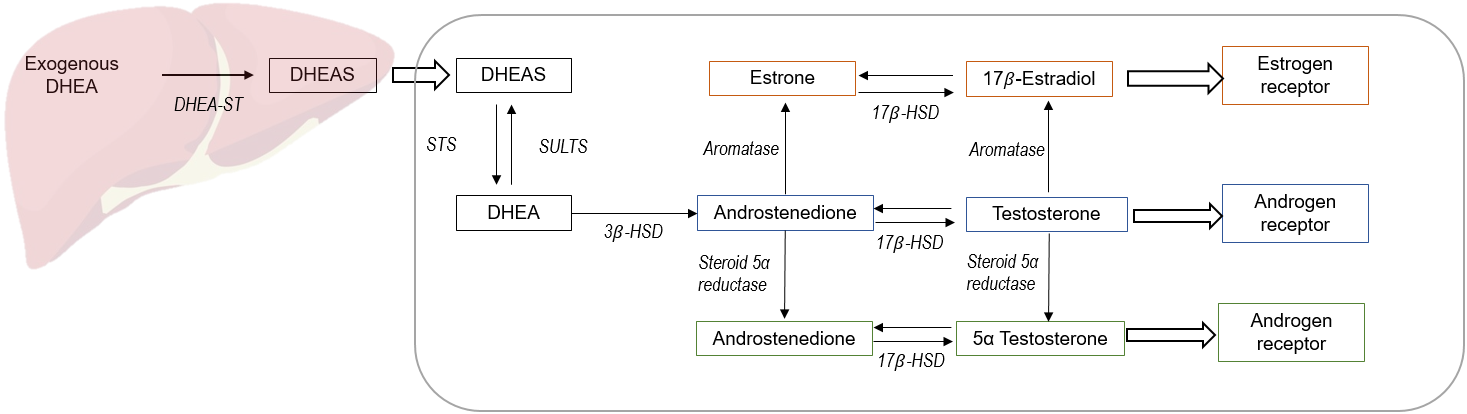 Exogenous
DHEA
DHEA-ST
DHEAS
DHEAS
STS
SULTS
DHEA
3β-HSD
Estrone
17β-HSD
17β-Estradiol
Estrogen
receptor
Aromatase
Aromatase
Androstenedione
17β-HSD
Testosterone
Androgen
receptor
Steroid 5α
reductase
Steroid 5α
reductase
Androstenedione
17β-HSD
5α Testosterone
Androgen
receptor